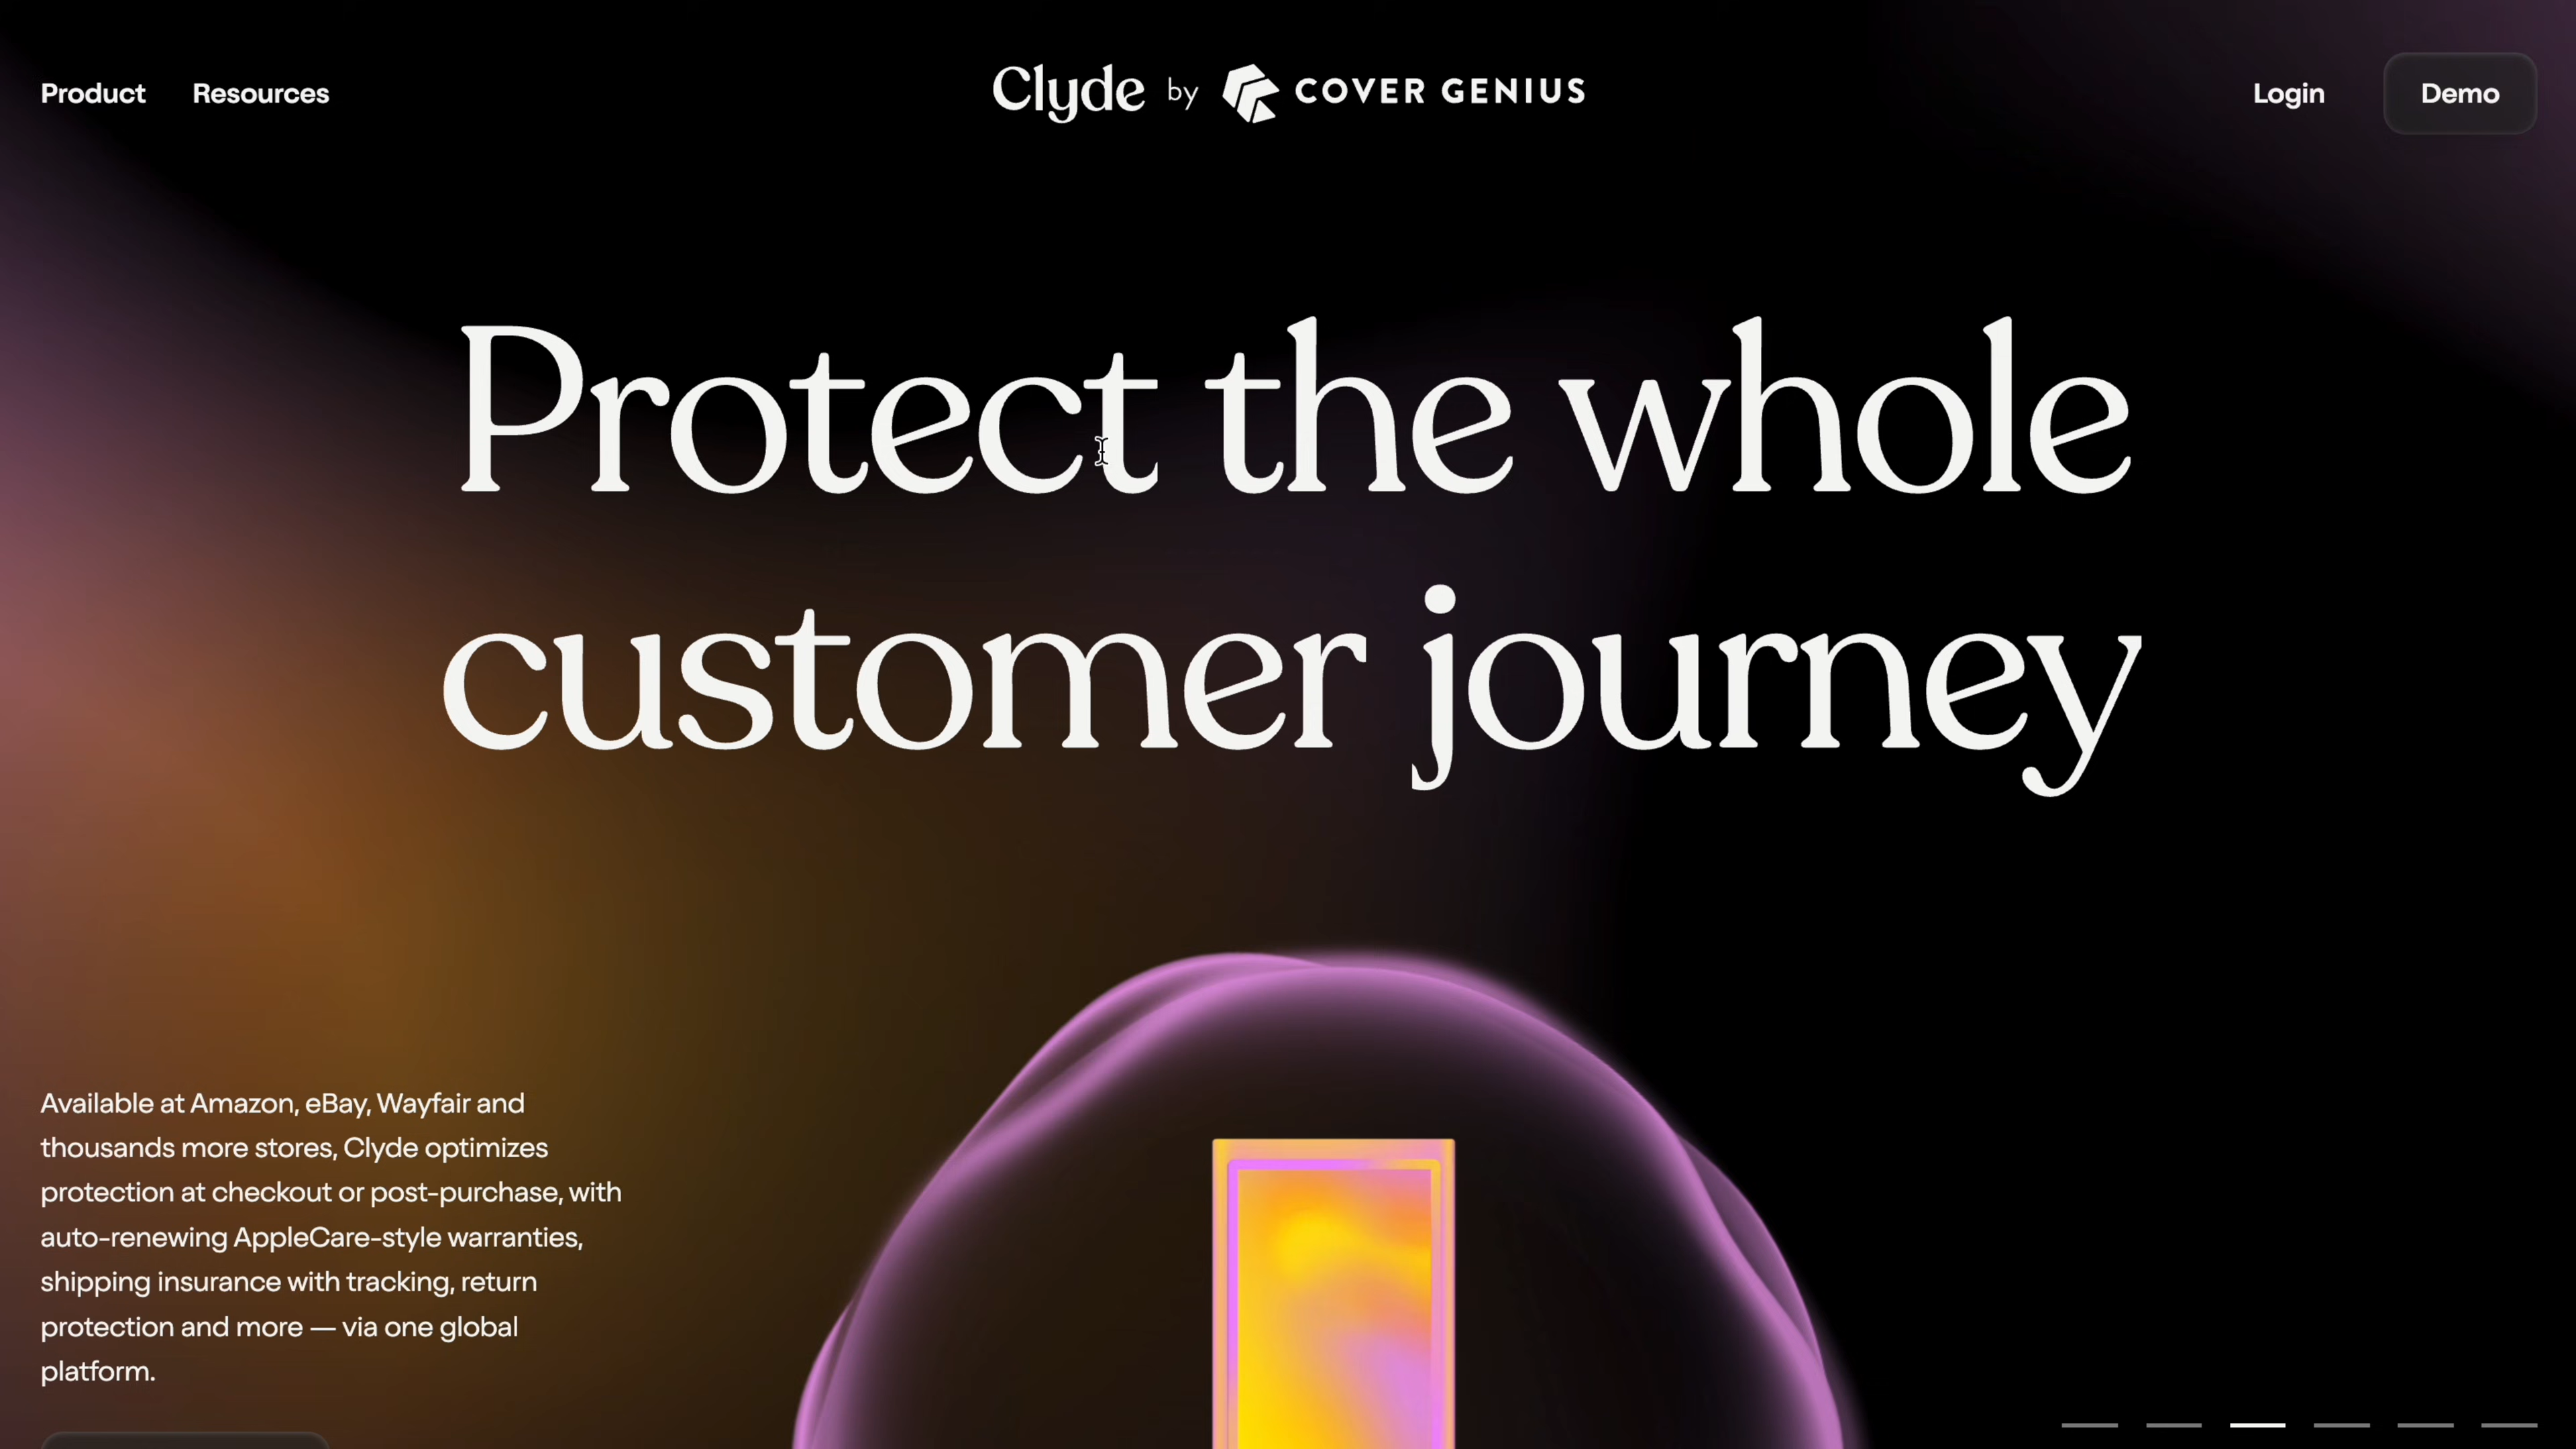 Product Resources Clyde by COVER GENIUS Login Demo
Protect the whole
customer journey
Available at Amazon, eBay, Wayfair and
thousands more stores, Clyde optimizes
protection at checkout or post-purchase, with
auto-renewing AppleCare-style warranties,
shipping insurance with tracking, return
protection and more — via one global
platform.